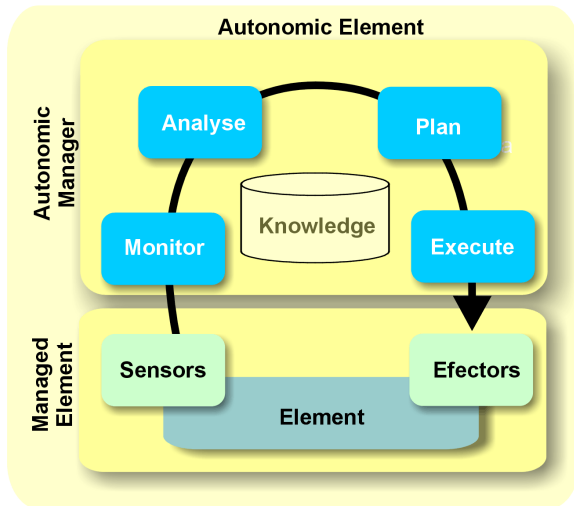 Autonomic Element
Autonomic
Manager
Analyse
Plan
Knowledge
Monitor
Execute
Managed
Element
Sensors
Efectors
Element